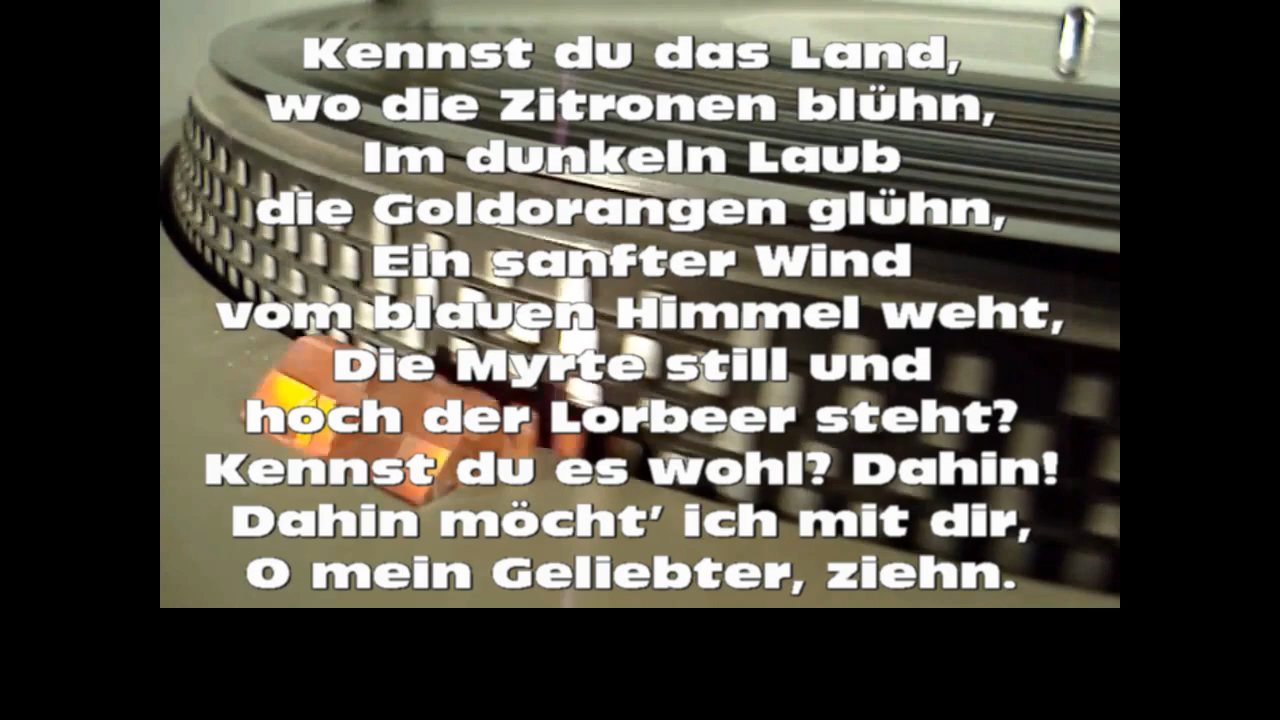 Kennst du das Land,
wo die Zitronen blühn,
Im dunkeln Laub
die Goldorangen glühn,
Ein sanfter Wind
vom blauen Himmel weht,
Die Myrte still und
hoch der Lorbeer steht?
Kennst du es wohl? Dahin!
Dahin möcht’ ich mit dir,
O mein Geliebter, ziehn.